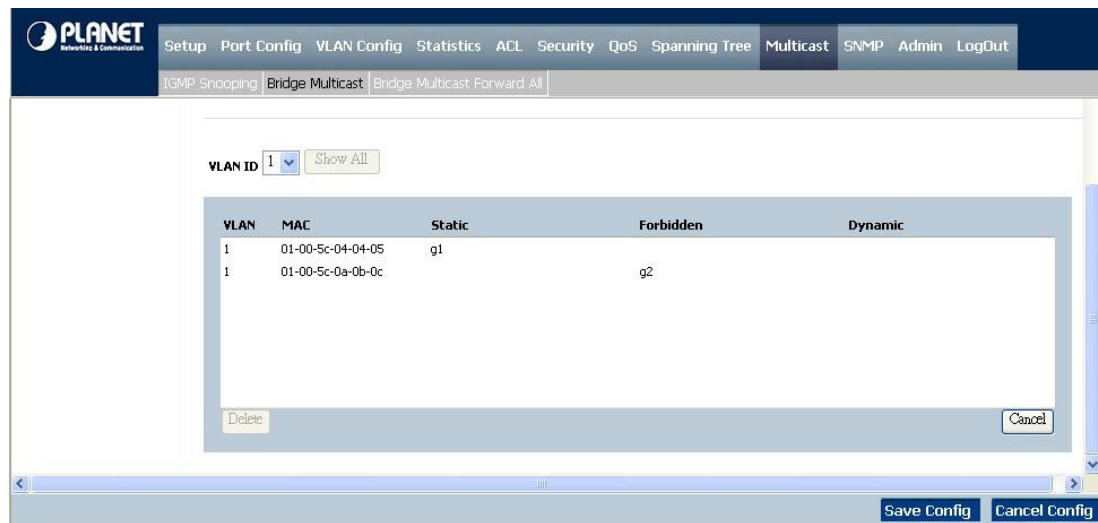 PLANET
Networking & Communication
Setup Port Config VLAN Config Statistics ACL Security QoS Spanning Tree Multicast SNMP Admin LogOut
IGMP Snooping Bridge Multicast Bridge Multicast Forward All
VLAN ID 1 Show All
VLAN MAC Static Forbidden Dynamic
1 01-00-5c-04-04-05 g1
1 01-00-5c-0a-0b-0c g2
Delete Cancel
Save Config Cancel Config